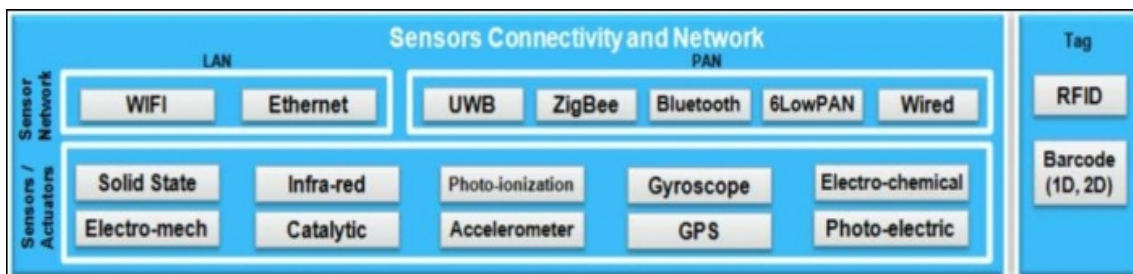 Sensors Connectivity and Network
LAN
PAN
Sensor
Network
WIFI
Ethernet
UWB
ZigBee
Bluetooth
6LowPAN
Wired
Sensors /
Actuators
Solid State
Infra-red
Photo-ionization
Gyroscope
Electro-chemical
Electro-mech
Catalytic
Accelerometer
GPS
Photo-electric
Tag
RFID
Barcode
(1D, 2D)